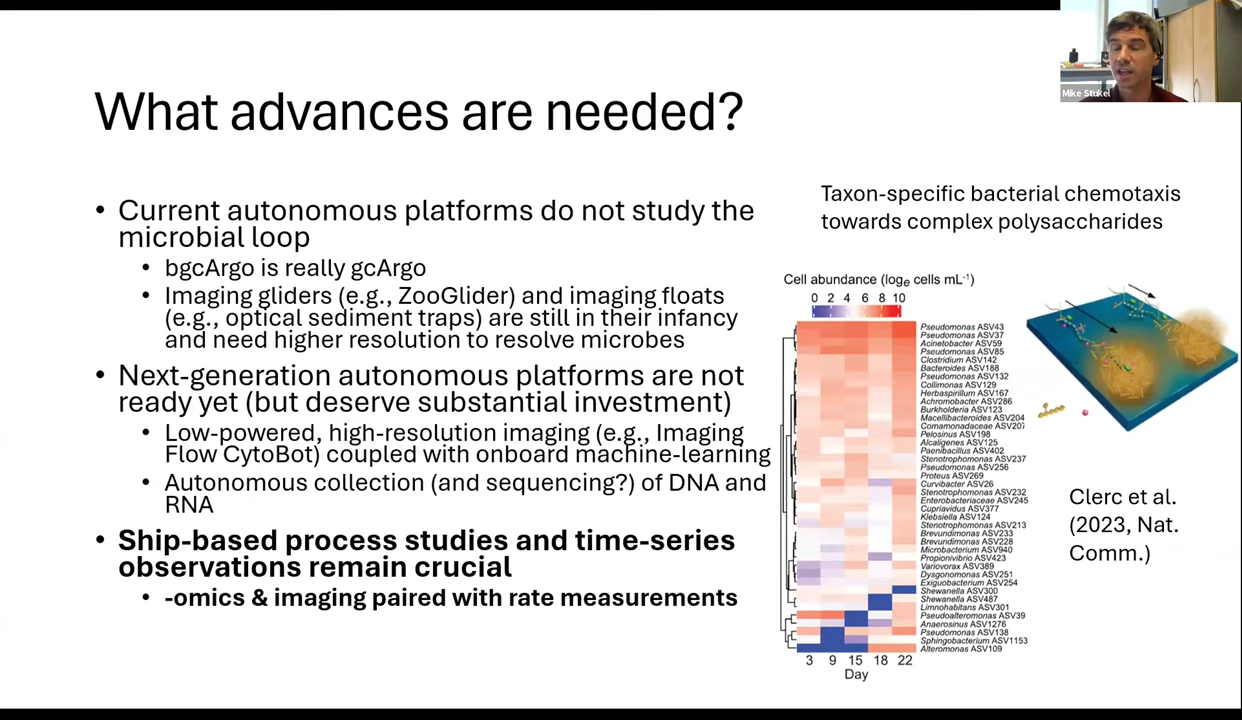 Mike Stukel
What advances are needed?
• Current autonomous platforms do not study the
microbial loop
• bgcArgo is really gcArgo
• Imaging gliders (e.g., ZooGlider) and imaging floats
(e.g., optical sediment traps) are still in their infancy
and need higher resolution to resolve microbes
• Next-generation autonomous platforms are not
ready yet (but deserve substantial investment)
• Low-powered, high-resolution imaging (e.g., Imaging
Flow CytoBot) coupled with onboard machine-learning
• Autonomous collection (and sequencing?) of DNA and
RNA
• Ship-based process studies and time-series
observations remain crucial
• -omics & imaging paired with rate measurements
Taxon-specific bacterial chemotaxis
towards complex polysaccharides
Cell abundance (loge cells mL-1)
0 2 4 6 8 10
Pseudomonas ASV43
Pseudomonas ASV37
Acinetobacter ASV59
Pseudomonas ASV85
Clostridium ASV142
Bacteroides ASV188
Pseudomonas ASV132
Collimonas ASV129
Herbaspirillum ASV167
Achromobacter ASV286
Burkholderia ASV123
Macellibacteroides ASV204
Comamonadaceae ASV207
Pelosinus ASV198
Alcaligenes ASV125
Paenibacillus ASV402
Stenotrophomonas ASV237
Pseudomonas ASV256
Proteus ASV269
Curvibacter ASV26
Stenotrophomonas ASV232
Enterobacteriaceae ASV245
Cupriavidus ASV377
Klebsiella ASV124
Stenotrophomonas ASV213
Brevundimonas ASV233
Brevundimonas ASV228
Microbacterium ASV940
Propionivibrio ASV423
Variovorax ASV389
Dysgonomonas ASV251
Exiguobacterium ASV254
Shewanella ASV300
Shewanella ASV487
Limnohabitans ASV301
Pseudoalteromonas ASV39
Anaerosinus ASV1276
Pseudomonas ASV138
Sphingobacterium ASV1153
Alteromonas ASV109
3 9 15 18 22
Day
Clerc et al.
(2023, Nat.
Comm.)